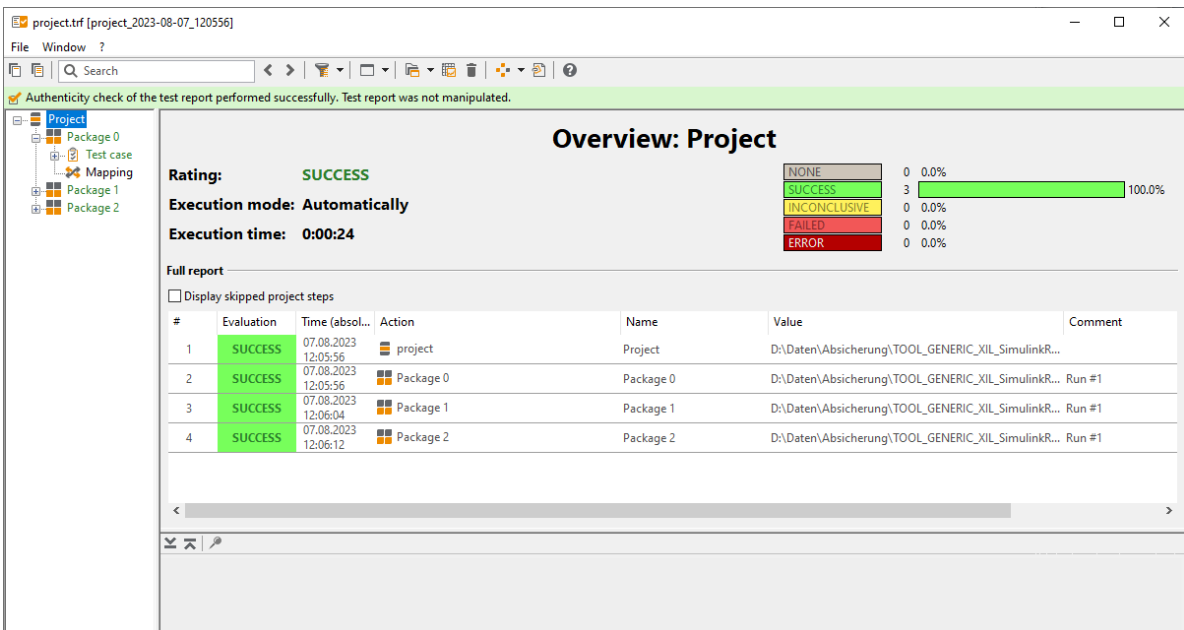 project.trf [project_2023-08-07_120556]
File Window ?
Search
Authenticity check of the test report performed successfully. Test report was not manipulated.
Project
Package 0
Test case
Mapping
Package 1
Package 2
Overview: Project
Rating: SUCCESS
Execution mode: Automatically
Execution time: 0:00:24
NONE 0 0.0%
SUCCESS 3 100.0%
INCONCLUSIVE 0 0.0%
FAILED 0 0.0%
ERROR 0 0.0%
Full report
Display skipped project steps
# Evaluation Time (absol... Action Name Value Comment
1 SUCCESS 07.08.2023 12:05:56 project Project D:\Daten\Absicherung\TOOL_GENERIC_XIL_SimulinkR...
2 SUCCESS 07.08.2023 12:05:56 Package 0 Package 0 D:\Daten\Absicherung\TOOL_GENERIC_XIL_SimulinkR... Run #1
3 SUCCESS 07.08.2023 12:06:04 Package 1 Package 1 D:\Daten\Absicherung\TOOL_GENERIC_XIL_SimulinkR... Run #1
4 SUCCESS 07.08.2023 12:06:12 Package 2 Package 2 D:\Daten\Absicherung\TOOL_GENERIC_XIL_SimulinkR... Run #1